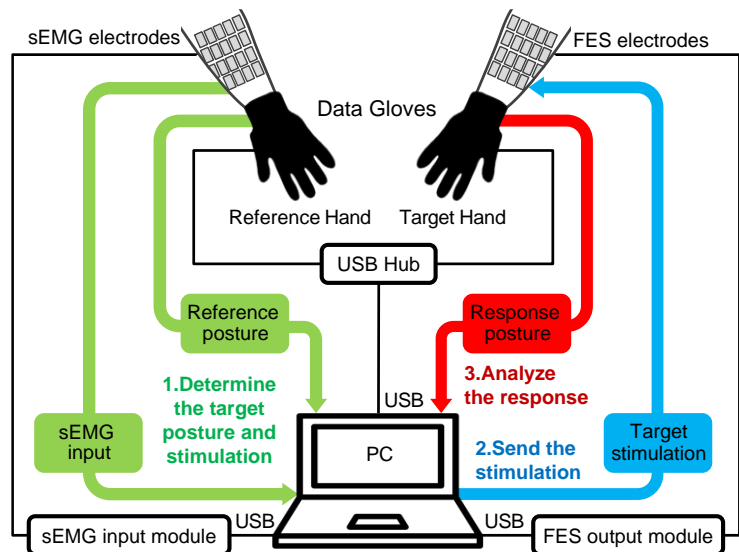 sEMG electrodes
FES electrodes
Data Gloves
Reference Hand
Target Hand
USB Hub
Reference
posture
Response
posture
1.Determine
the target
posture and
stimulation
3.Analyze
the response
USB
sEMG
input
PC
2.Send the
stimulation
Target
stimulation
sEMG input module
USB
USB
FES output module